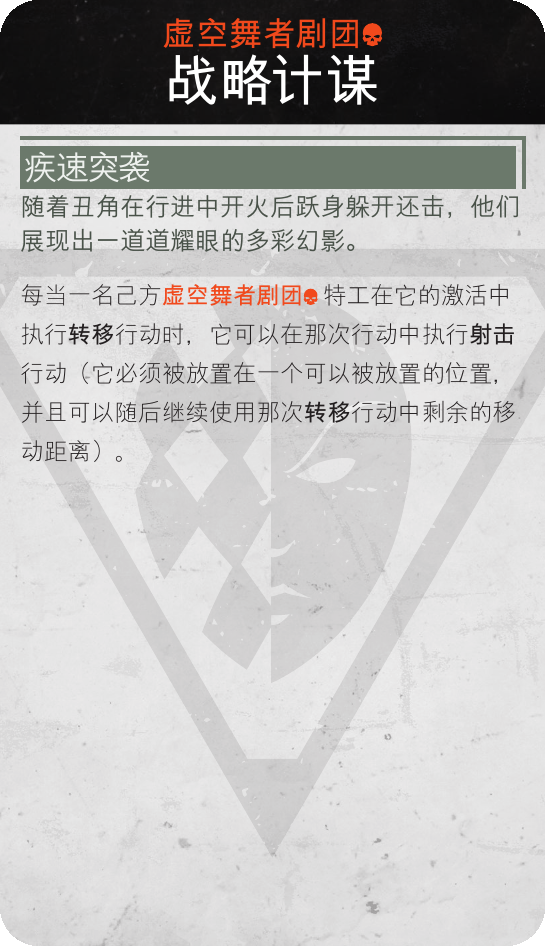 虚空舞者剧团
战略计谋
疾速突袭
随着丑角在行进中开火后跃身躲开还击，他们
展现出一道道耀眼的多彩幻影。
每当一名己方虚空舞者剧团特工在它的激活中
执行转移行动时，它可以在那次行动中执行射击
行动（它必须被放置在一个可以被放置的位置，
并且可以随后继续使用那次转移行动中剩余的移
动距离）。